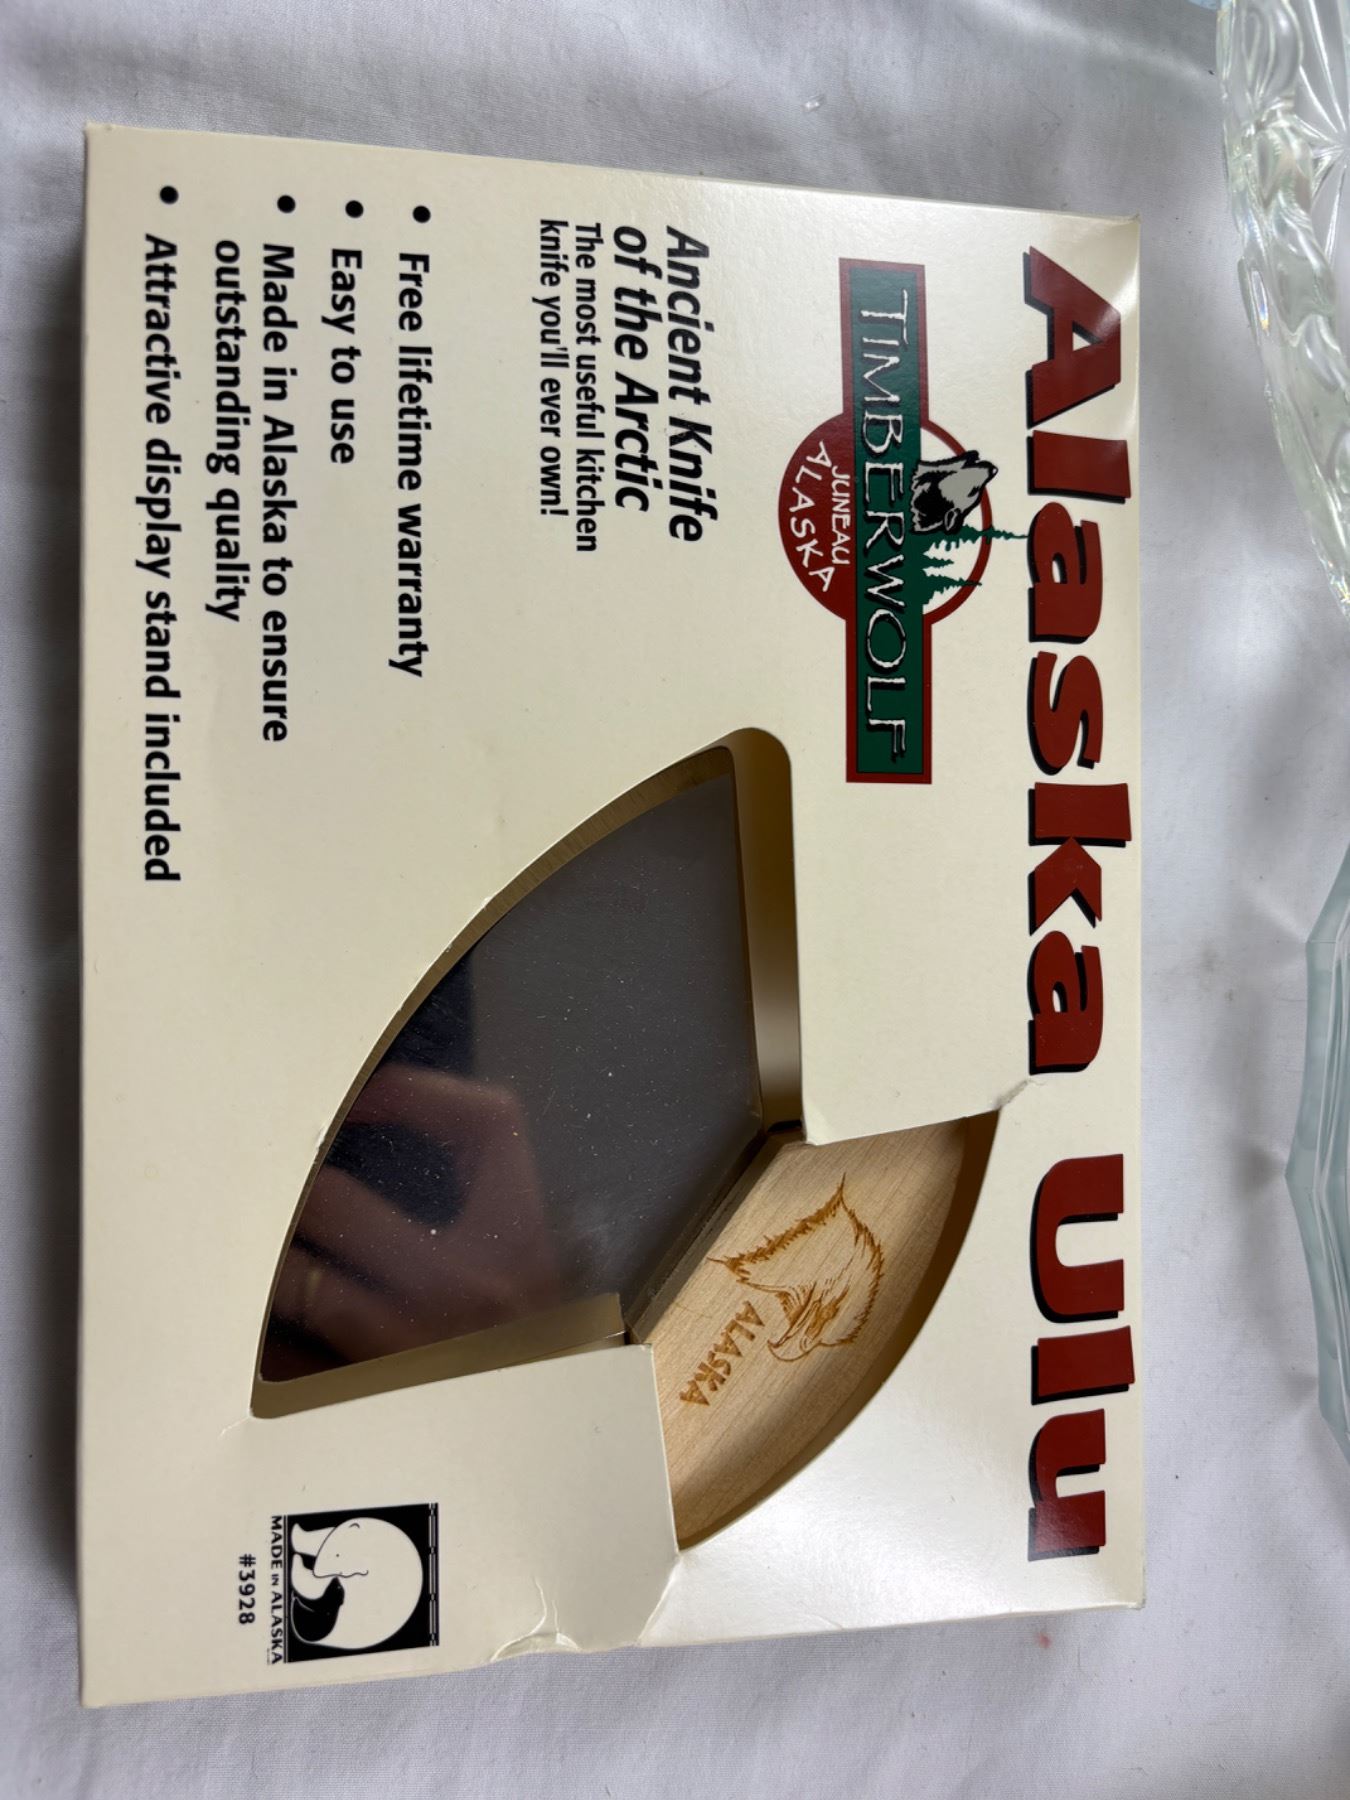 Alaska Ulu
TIMBERWOLF
JUNEAU
ALASKA
Ancient Knife
of the Arctic
The most useful kitchen
knife you'll ever own!
• Free lifetime warranty
• Easy to use
• Made in Alaska to ensure
outstanding quality
• Attractive display stand included
ALASKA
MADE IN ALASKA
#3928